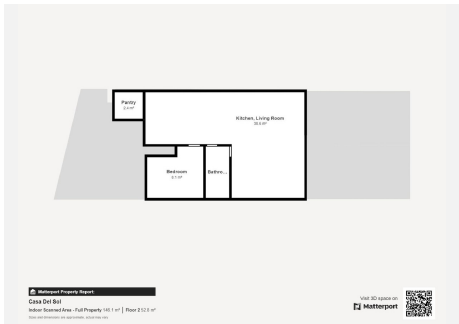 Pantry
Kitchen, Living Room
Bedroom
Bathro...
Matterport Property Report:
Casa Del Sol
Indoor Scanned Area - Full Property 140.1 m² | Floor 2 52.0 m²
Visit 3D space on
Matterport